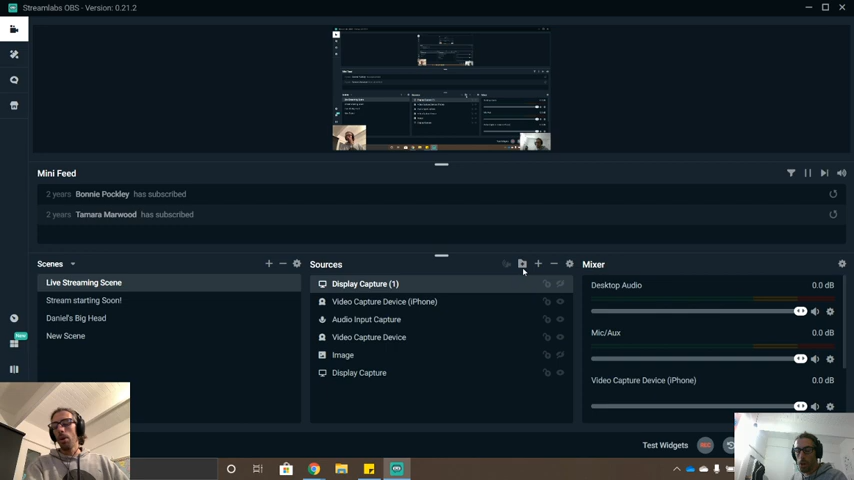 Streamlabs OBS - Version: 0.21.2
Mini Feed
2 years Bonnie Pockley has subscribed
2 years Tamara Marwood has subscribed
Scenes
Live Streaming Scene
Stream starting Soon!
Daniel's Big Head
New Scene
Sources
Display Capture (1)
Video Capture Device (iPhone)
Audio Input Capture
Video Capture Device
Image
Display Capture
Mixer
Desktop Audio 0.0 dB
Mic/Aux 0.0 dB
Video Capture Device (iPhone) 0.0 dB
New
Test Widgets
REC